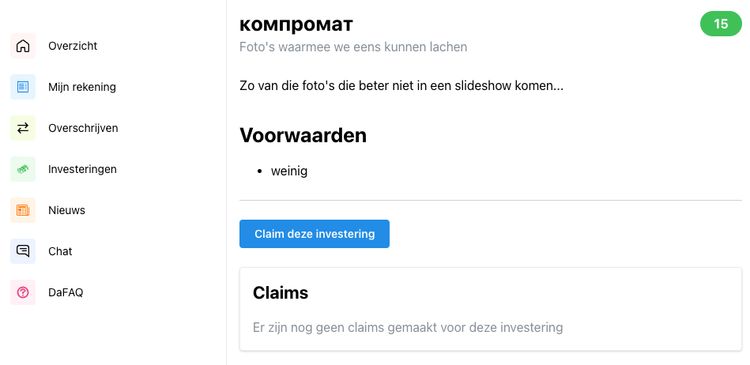 Overzicht
Mijn rekening
Overschrijven
Investeringen
Nieuws
Chat
DaFAQ
компромат
15
Foto's waarmee we eens kunnen lachen
Zo van die foto's die beter niet in een slideshow komen...
Voorwaarden
• weinig
Claim deze investering
Claims
Er zijn nog geen claims gemaakt voor deze investering